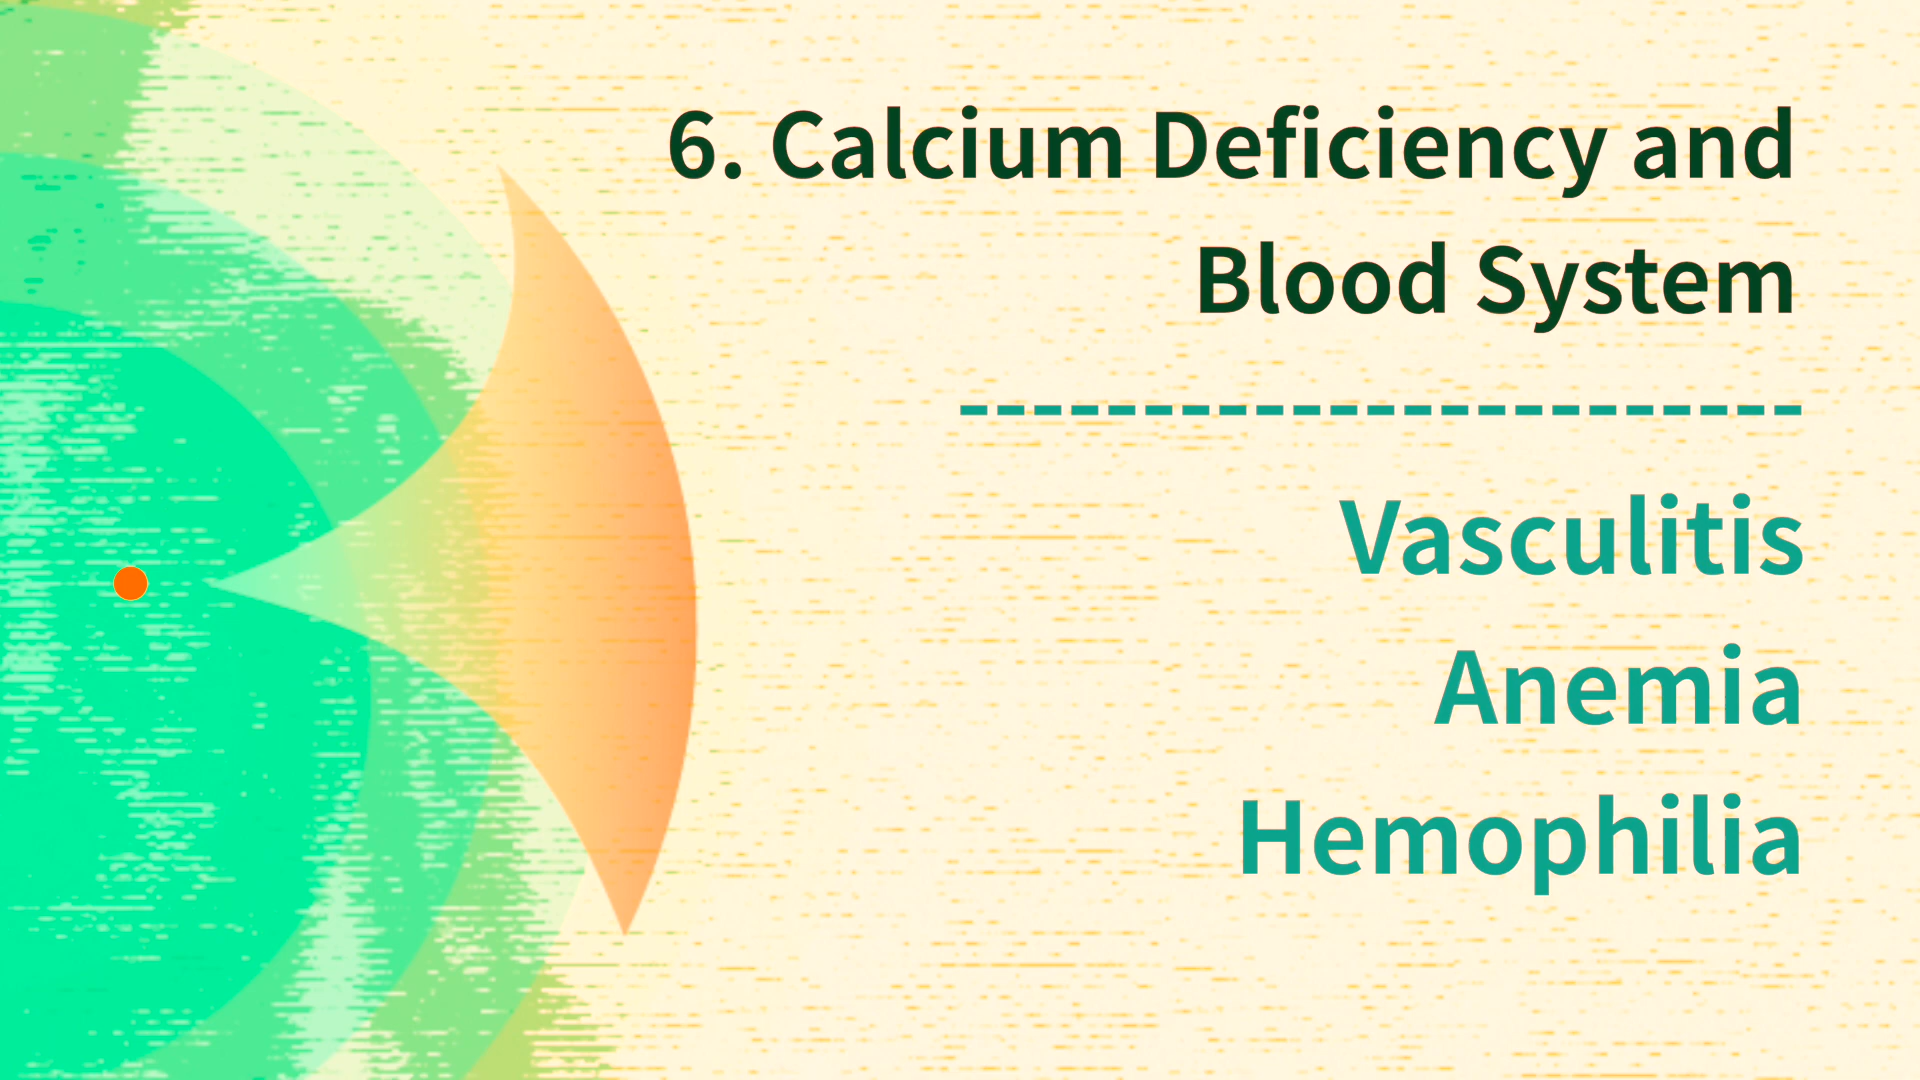 6. Calcium Deficiency and
Blood System
Vasculitis
Anemia
Hemophilia